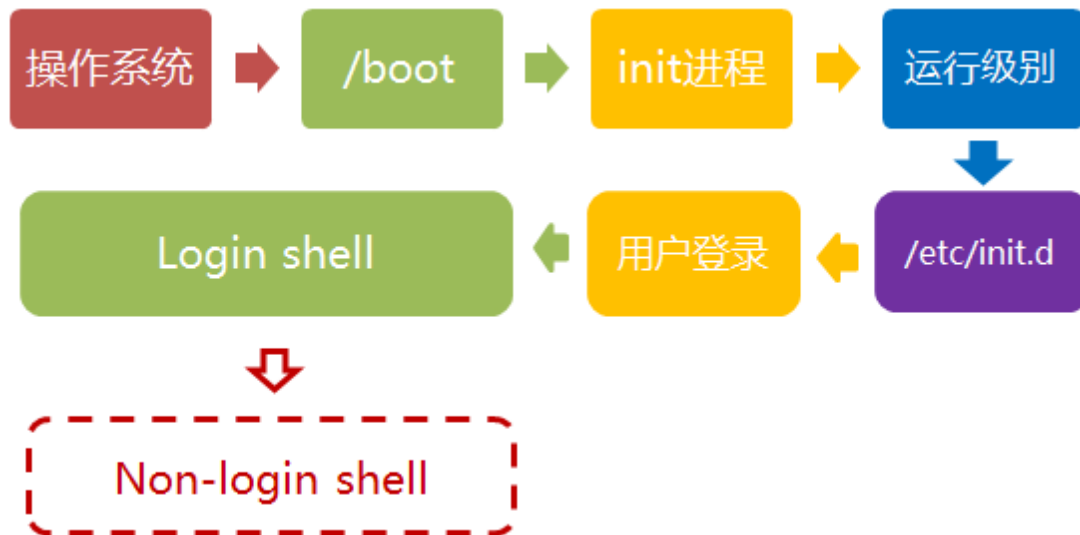 操作系统
/boot
init进程
运行级别
/etc/init.d
用户登录
Login shell
Non-login shell